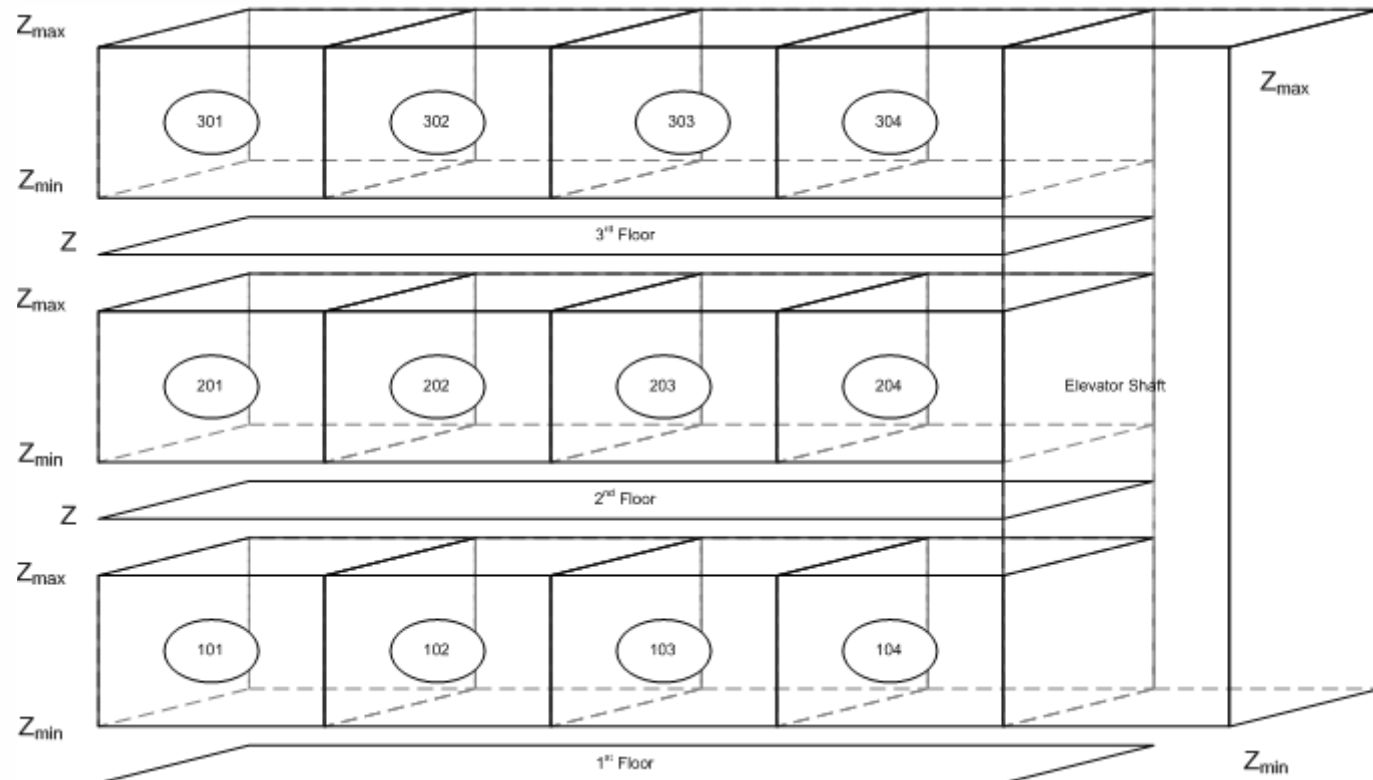 Zmax
301 302 303 304
Zmax
Zmin
3rd Floor
Z
Zmax
201 202 203 204 Elevator Shaft
Zmin
2nd Floor
Z
Zmax
101 102 103 104
Zmin
1st Floor
Zmin